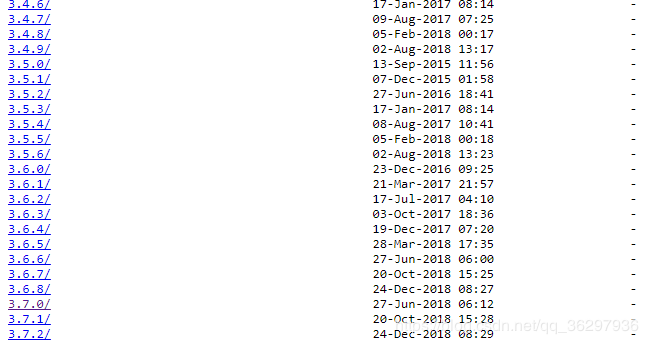 3.4.6/ 17-Jan-2017 08:14 -
3.4.7/ 09-Aug-2017 07:25 -
3.4.8/ 05-Feb-2018 00:17 -
3.4.9/ 02-Aug-2018 13:17 -
3.5.0/ 13-Sep-2015 11:56 -
3.5.1/ 07-Dec-2015 01:58 -
3.5.2/ 27-Jun-2016 18:41 -
3.5.3/ 17-Jan-2017 08:14 -
3.5.4/ 08-Aug-2017 10:41 -
3.5.5/ 05-Feb-2018 00:18 -
3.5.6/ 02-Aug-2018 13:23 -
3.6.0/ 23-Dec-2016 09:25 -
3.6.1/ 21-Mar-2017 21:57 -
3.6.2/ 17-Jul-2017 04:10 -
3.6.3/ 03-Oct-2017 18:36 -
3.6.4/ 19-Dec-2017 07:20 -
3.6.5/ 28-Mar-2018 17:35 -
3.6.6/ 27-Jun-2018 06:00 -
3.6.7/ 20-Oct-2018 15:25 -
3.6.8/ 24-Dec-2018 08:27 -
3.7.0/ 27-Jun-2018 06:12 -
3.7.1/ 20-Oct-2018 15:28 -
3.7.2/ 24-Dec-2018 08:29 -